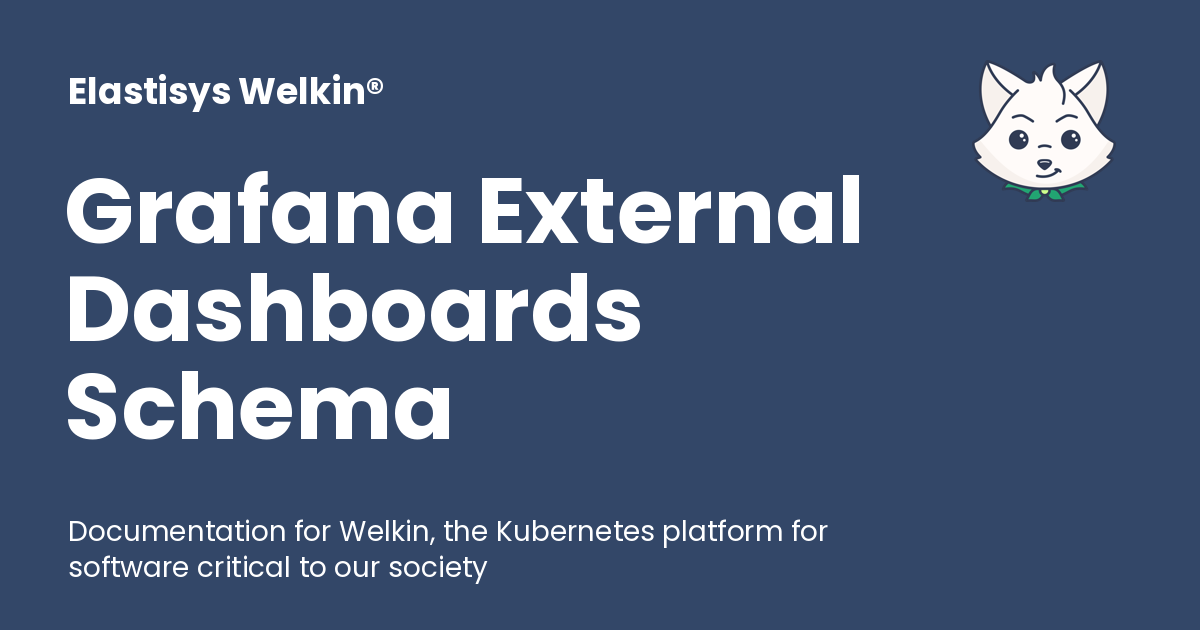 Elastisys Welkin®
Grafana External
Dashboards
Schema
Documentation for Welkin, the Kubernetes platform for
software critical to our society